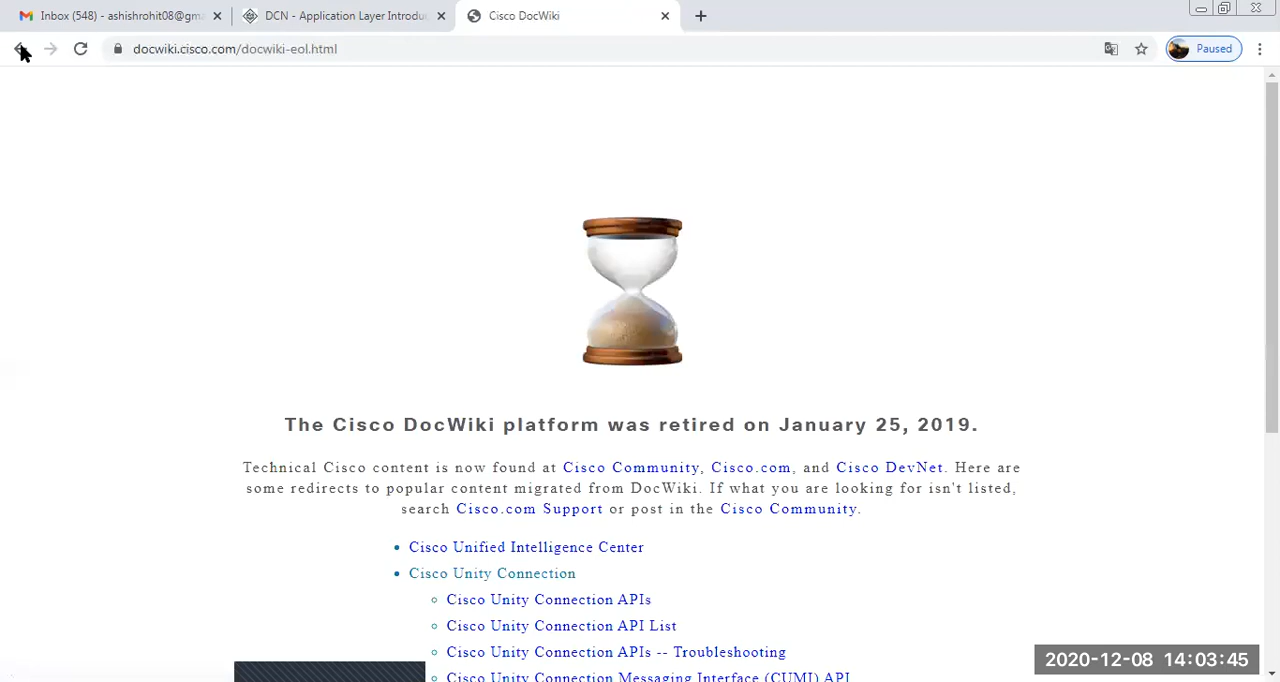 Inbox (548) - ashishrohit08@gma
DCN - Application Layer Introdu
Cisco DocWiki
docwiki.cisco.com/docwiki-eol.html
Paused
The Cisco DocWiki platform was retired on January 25, 2019.
Technical Cisco content is now found at Cisco Community, Cisco.com, and Cisco DevNet. Here are
some redirects to popular content migrated from DocWiki. If what you are looking for isn't listed,
search Cisco.com Support or post in the Cisco Community.
Cisco Unified Intelligence Center
Cisco Unity Connection
Cisco Unity Connection APIs
Cisco Unity Connection API List
Cisco Unity Connection APIs -- Troubleshooting
Cisco Unity Connection Messaging Interface (CUMI) API
2020-12-08 14:03:45